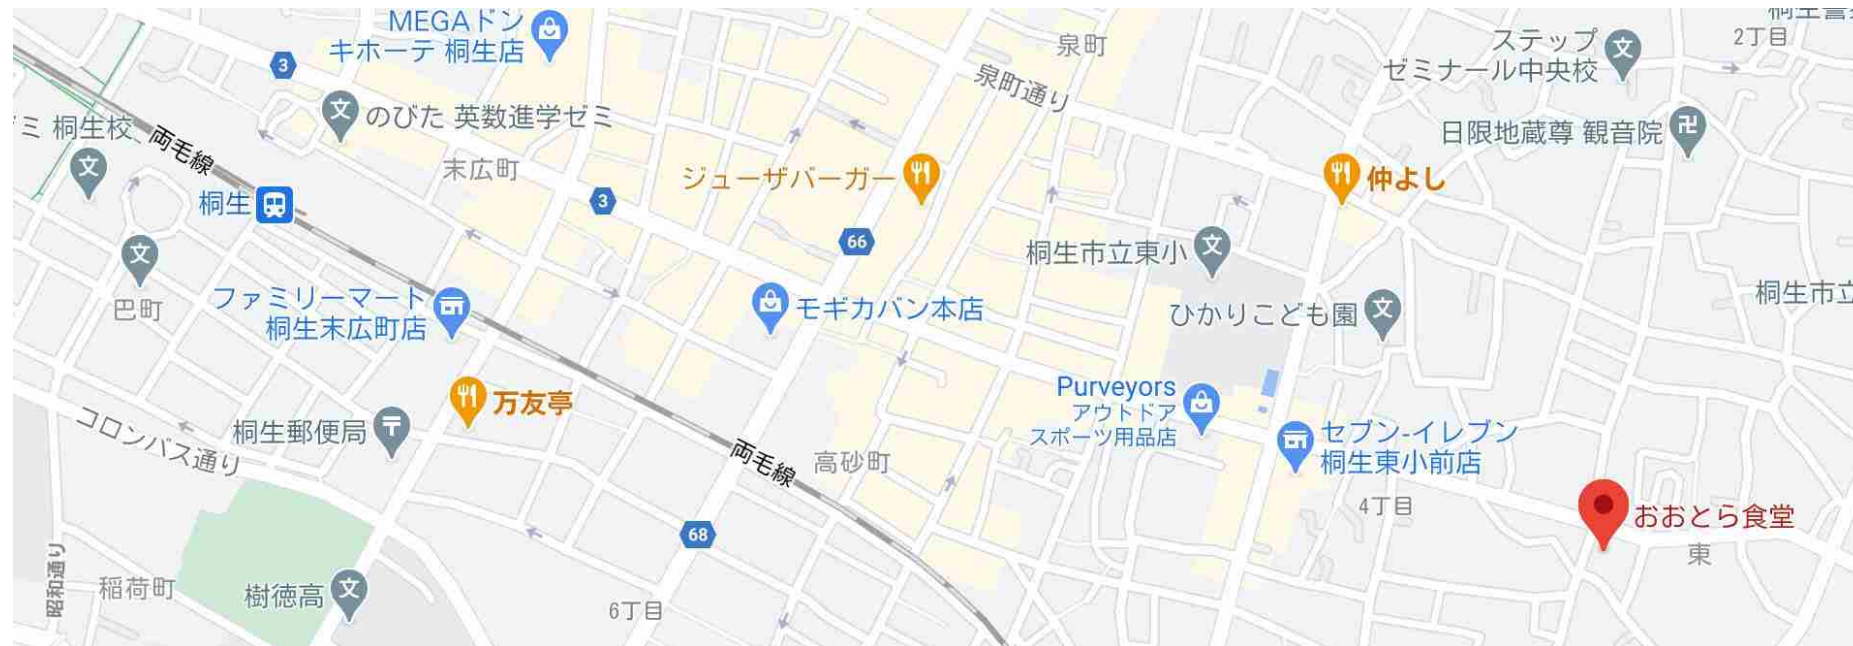 MEGAドン
キホーテ 桐生店
泉町
ステップ
ゼミナール中央校
2丁目
3
泉町通り
のびた 英数進学ゼミ
ミ 桐生校
両毛線
日限地蔵尊 観音院
末広町
ジューザバーガー
仲よし
桐生
3
66
桐生市立東小
巴町
ファミリーマート
桐生末広町店
モギカバン本店
ひかりこども園
桐生市立
万友亭
Purveyors
アウトドア
スポーツ用品店
コロンバス通り
桐生郵便局
セブン-イレブン
桐生東小前店
両毛線
高砂町
4丁目
おおとら食堂
東
68
昭和通り
稲荷町
樹徳高
6丁目